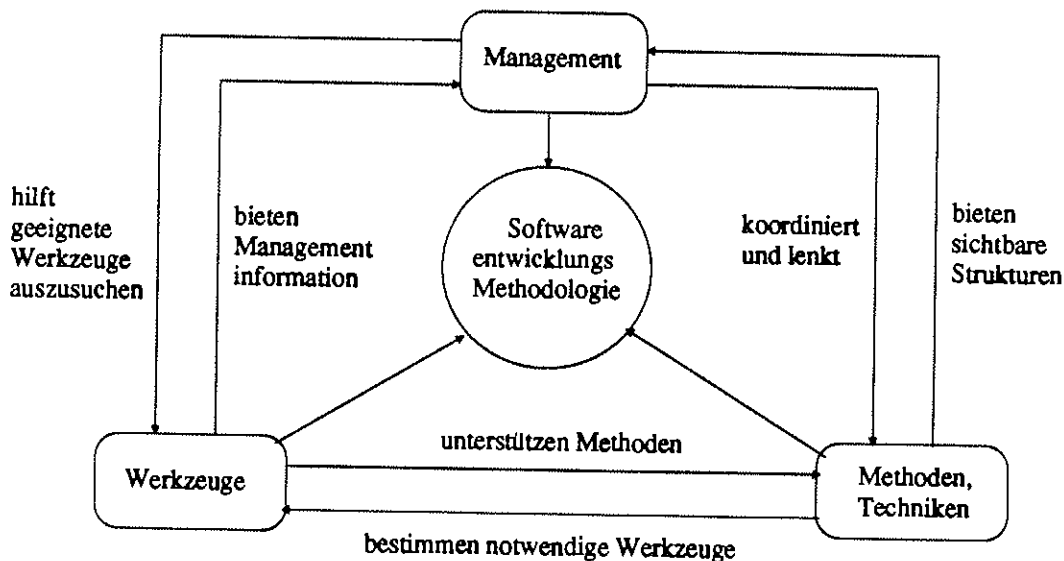 Management
hilft
geeignete
Werkzeuge
auszusuchen
bieten
Management
information
Software
entwicklungs
Methodologie
koordiniert
und lenkt
bieten
sichtbare
Strukturen
Werkzeuge
unterstützen Methoden
Methoden,
Techniken
bestimmen notwendige Werkzeuge